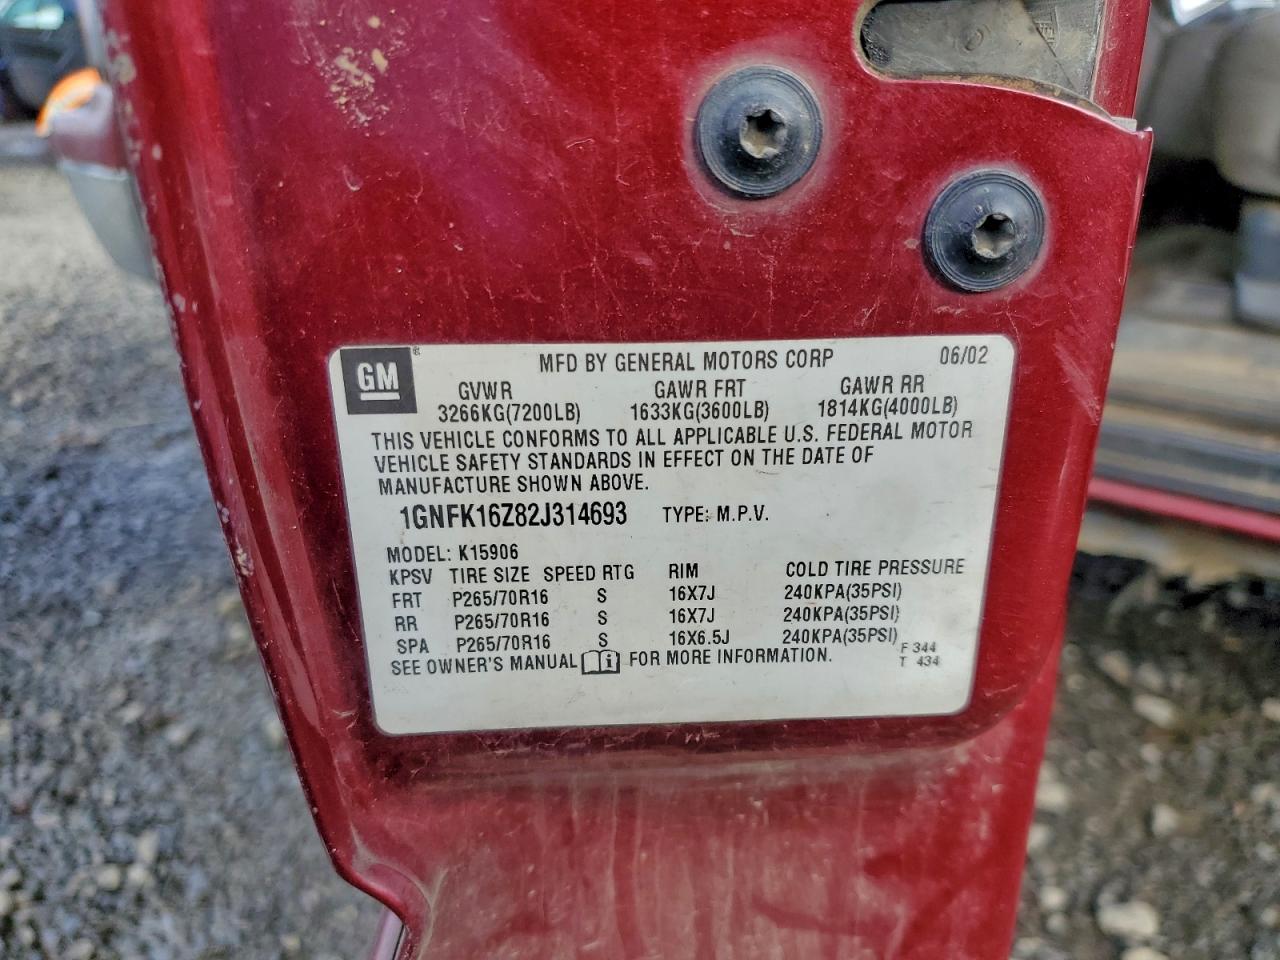 GM ® MFD BY GENERAL MOTORS CORP 06/02
GVWR GAWR FRT GAWR RR
3266KG(7200LB) 1633KG(3600LB) 1814KG(4000LB)
THIS VEHICLE CONFORMS TO ALL APPLICABLE U.S. FEDERAL MOTOR
VEHICLE SAFETY STANDARDS IN EFFECT ON THE DATE OF
MANUFACTURE SHOWN ABOVE.
1GNFK16Z82J314693 TYPE: M.P.V.
MODEL: K15906
KPSV TIRE SIZE SPEED RTG RIM COLD TIRE PRESSURE
FRT P265/70R16 S 16X7J 240KPA(35PSI)
RR P265/70R16 S 16X7J 240KPA(35PSI)
SPA P265/70R16 S 16X6.5J 240KPA(35PSI)
SEE OWNER'S MANUAL i FOR MORE INFORMATION. F 344
T 434